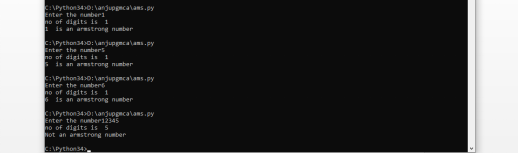 C:\Python34>D:\anjupgmca\ams.py
Enter the number1
no of digits is  1
1  is an armstrong number
C:\Python34>D:\anjupgmca\ams.py
Enter the number5
no of digits is  1
5  is an armstrong number
C:\Python34>D:\anjupgmca\ams.py
Enter the number6
no of digits is  1
6  is an armstrong number
C:\Python34>D:\anjupgmca\ams.py
Enter the number12345
no of digits is  5
Not an armstrong number
C:\Python34>